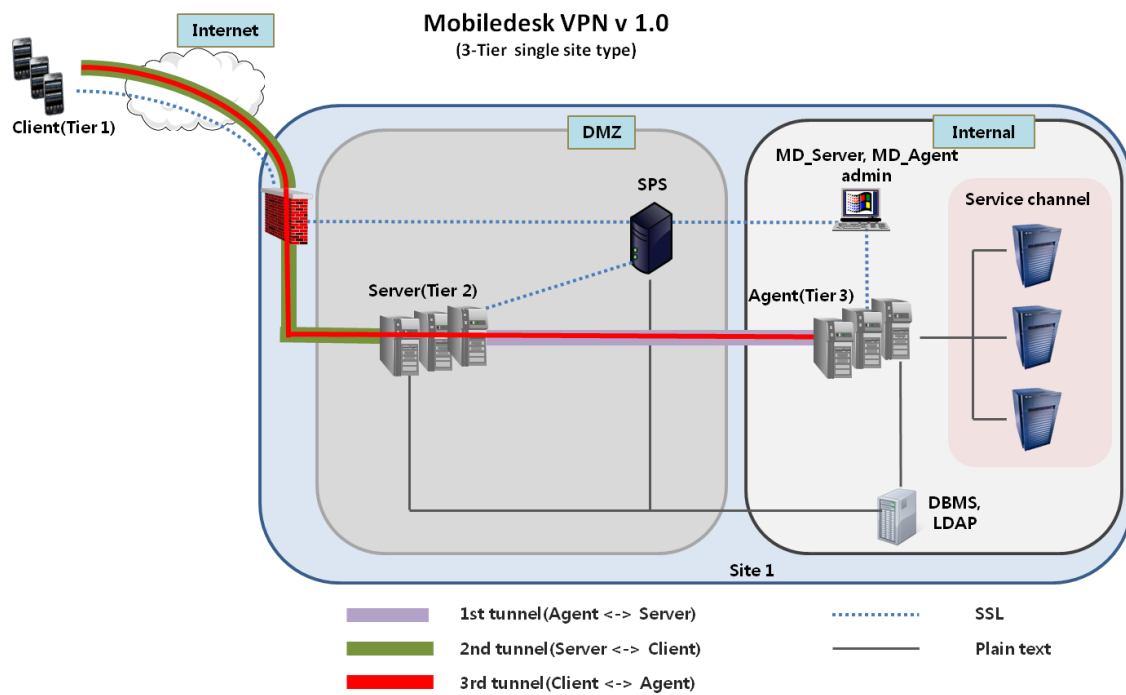 Mobiledesk VPN v 1.0
(3-Tier single site type)
Internet
Client(Tier 1)
DMZ
Internal
MD_Server, MD_Agent
admin
SPS
Service channel
Server(Tier 2)
Agent(Tier 3)
DBMS,
LDAP
Site 1
1st tunnel(Agent <-> Server)
SSL
2nd tunnel(Server <-> Client)
Plain text
3rd tunnel(Client <-> Agent)